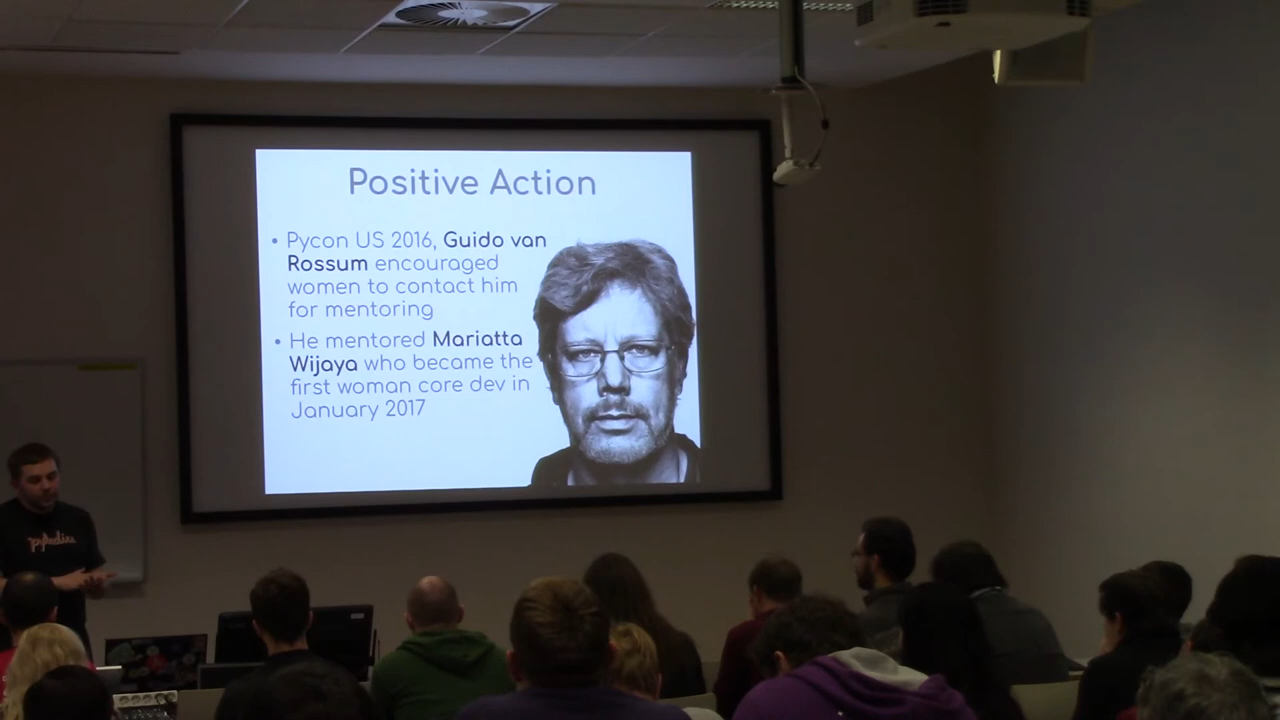 Positive Action
• Pycon US 2016, Guido van
Rossum encouraged
women to contact him
for mentoring
• He mentored Mariatta
Wijaya who became the
first woman core dev in
January 2017
pyladies